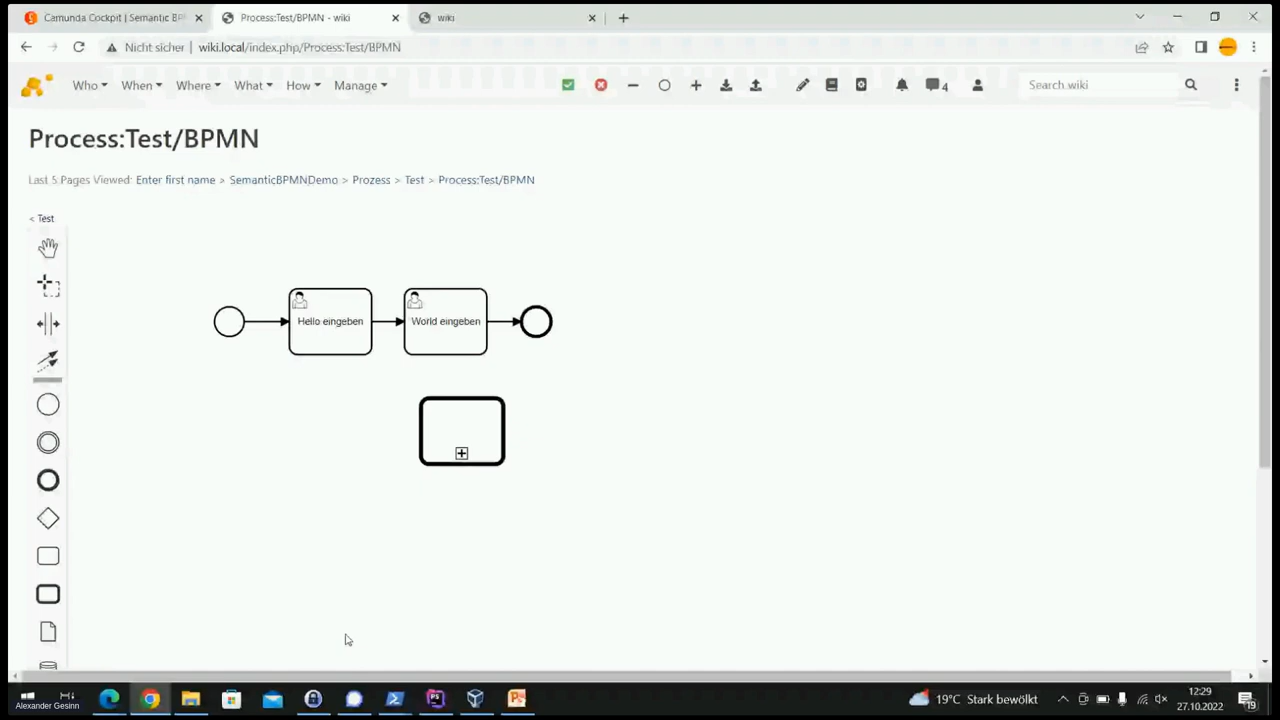 Camunda Cockpit | Semantic BP
Process:Test/BPMN - wiki
wiki
Nicht sicher
wiki.local/index.php/Process:Test/BPMN
Who
When
Where
What
How
Manage
4
Search wiki
Process:Test/BPMN
Last 5 Pages Viewed: Enter first name > SemanticBPMNDemo > Prozess > Test > Process:Test/BPMN
< Test
Hello eingeben
World eingeben
Alexander Gesinn
19°C Stark bewölkt
12:29
27.10.2022
19